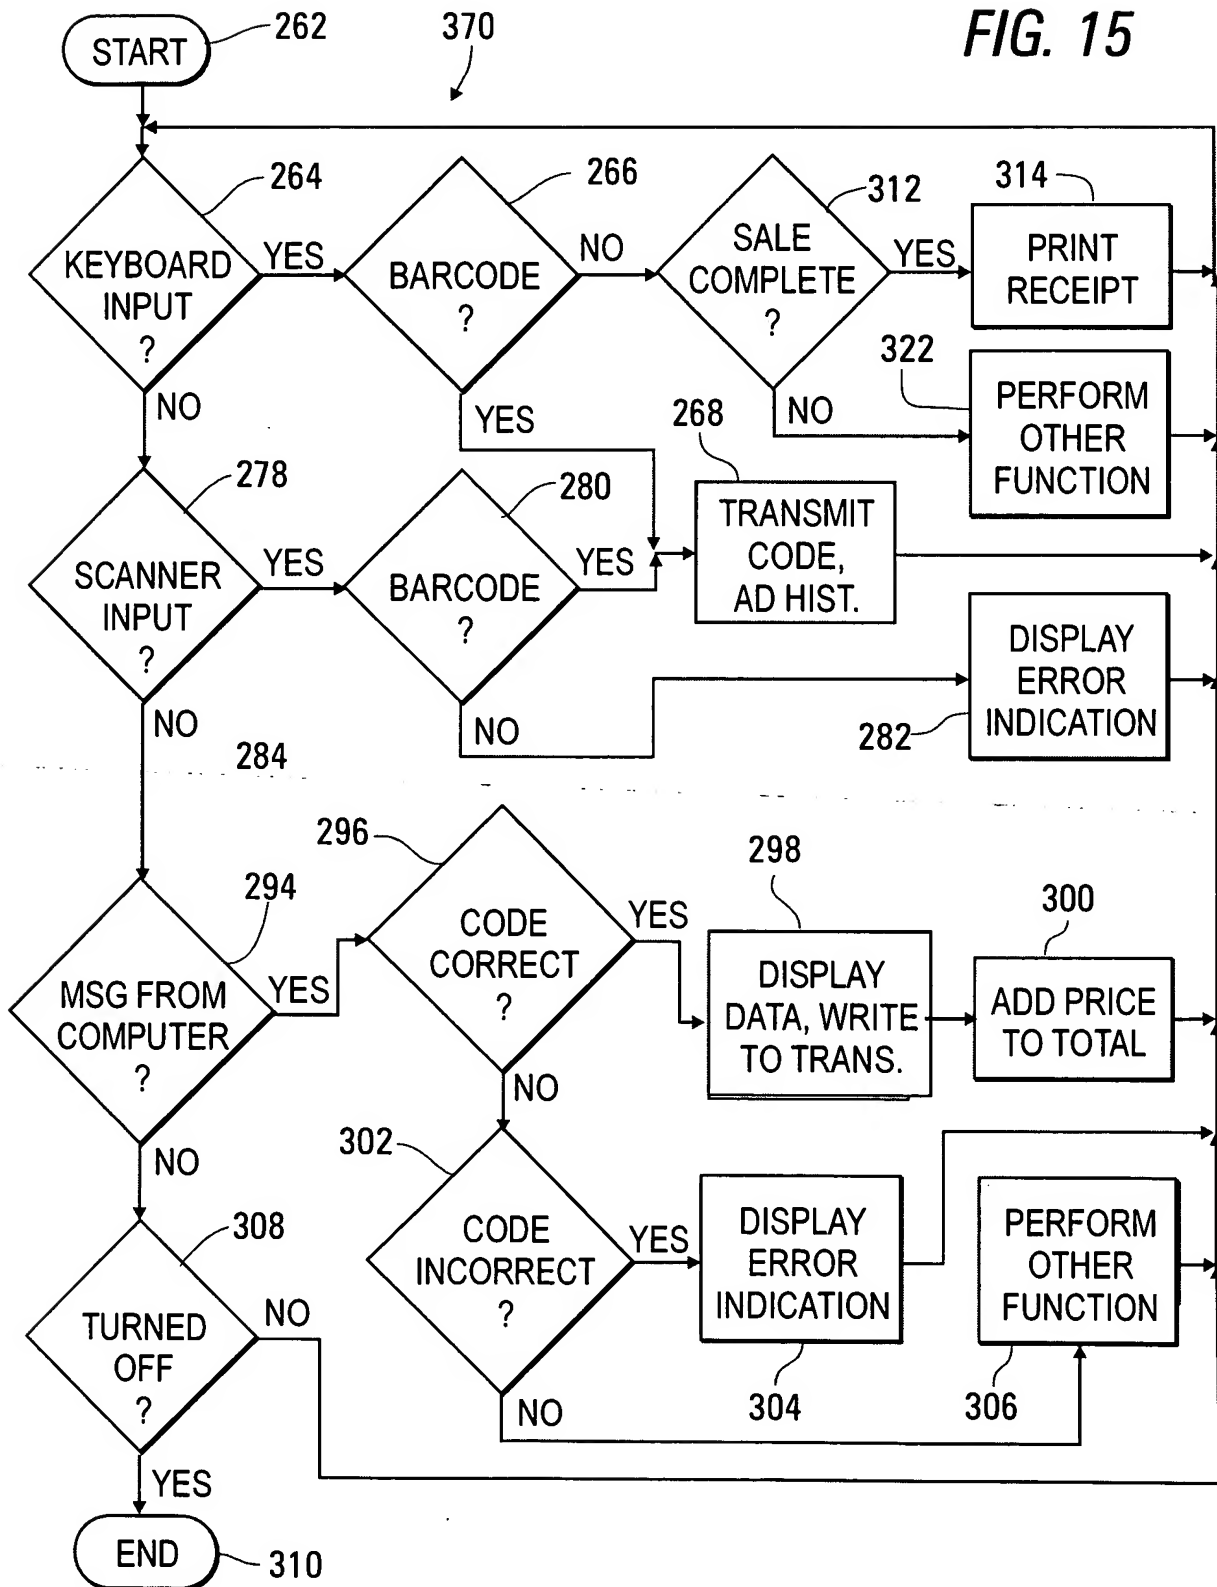 FIG. 15
262
START
370
264
266
312
314
KEYBOARD
INPUT
?
YES
BARCODE
?
NO
SALE
COMPLETE
?
YES
PRINT
RECEIPT
NO
YES
NO
322
PERFORM
OTHER
FUNCTION
278
280
268
SCANNER
INPUT
?
YES
BARCODE
?
YES
TRANSMIT
CODE,
AD HIST.
NO
NO
DISPLAY
ERROR
INDICATION
282
284
294
296
298
300
MSG FROM
COMPUTER
?
YES
CODE
CORRECT
?
YES
DISPLAY
DATA, WRITE
TO TRANS.
ADD PRICE
TO TOTAL
NO
NO
302
308
CODE
INCORRECT
?
YES
DISPLAY
ERROR
INDICATION
304
PERFORM
OTHER
FUNCTION
306
TURNED
OFF
?
NO
NO
YES
END
310